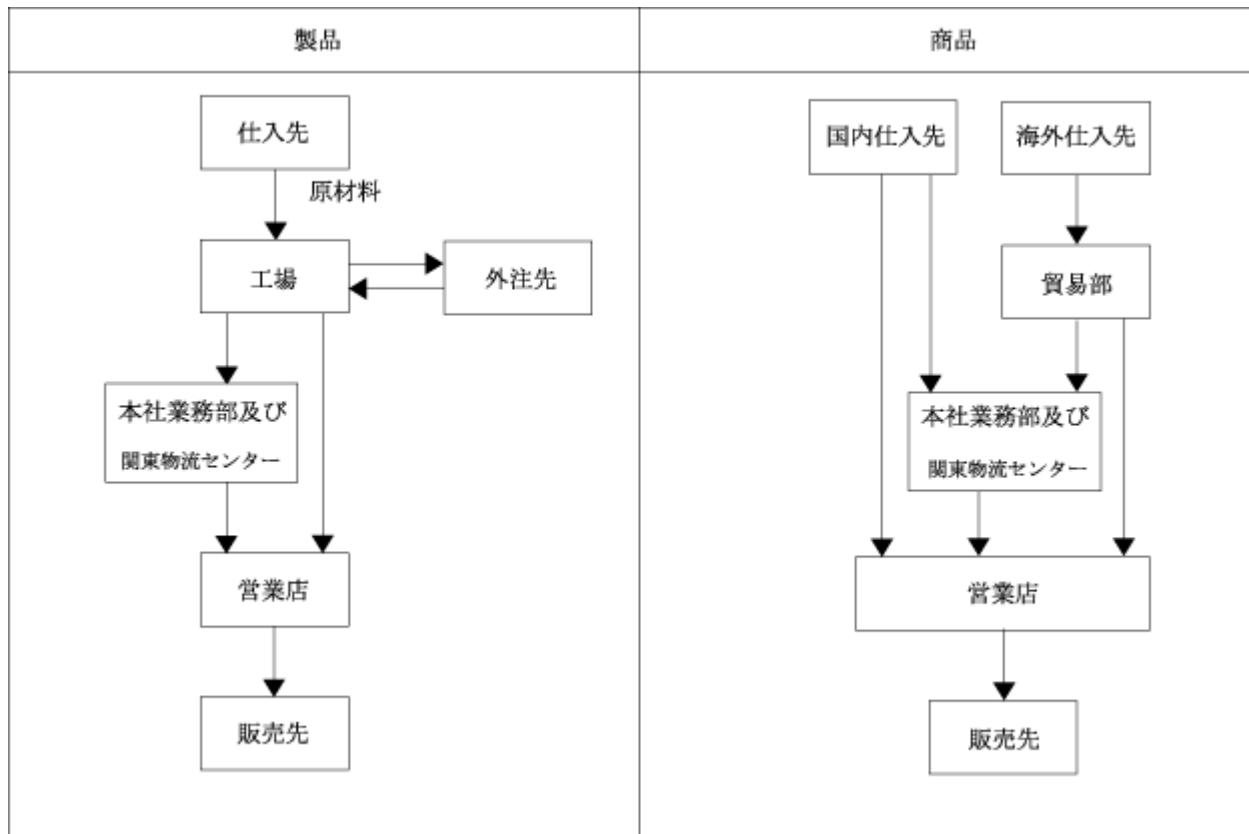 製品
仕入先
原材料
工場
外注先
本社業務部及び
関東物流センター
営業店
販売先
商品
国内仕入先
海外仕入先
貿易部
本社業務部及び
関東物流センター
営業店
販売先